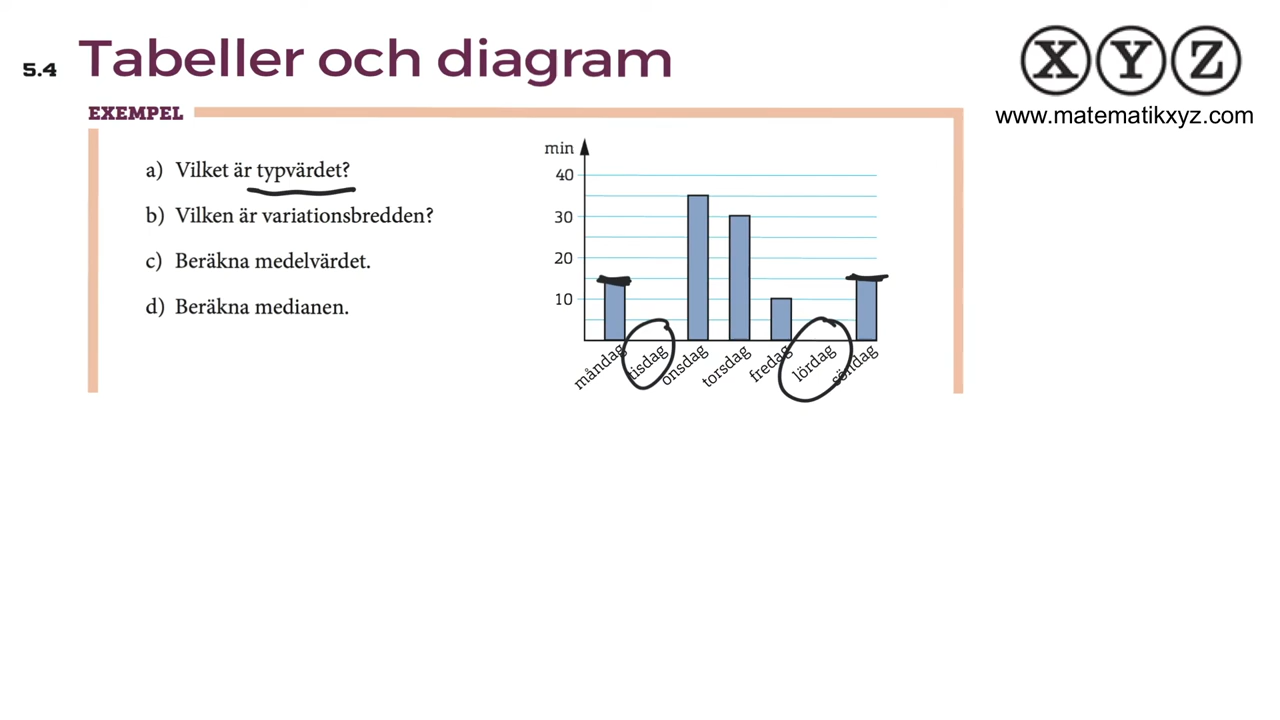 5.4 Tabeller och diagram
X Y Z
www.matematikxyz.com
EXEMPEL
a) Vilket är typvärdet?
b) Vilken är variationsbredden?
c) Beräkna medelvärdet.
d) Beräkna medianen.
min
40
30
20
10
måndag
tisdag
onsdag
torsdag
fredag
lördag
söndag